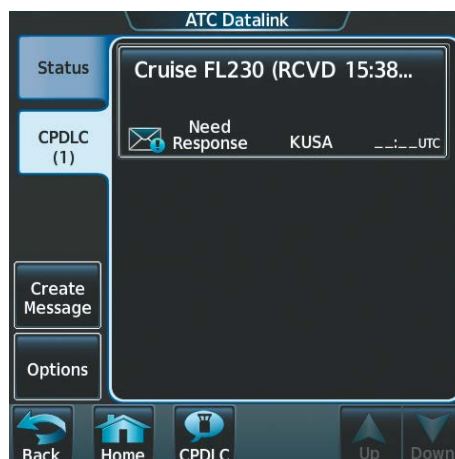 ATC Datalink
Status
Cruise FL230 (RCVD 15:38...
CPDLC
(1)
Need
Response
KUSA
__:__UTC
Create
Message
Options
Back
Home
CPDLC
Up
Down